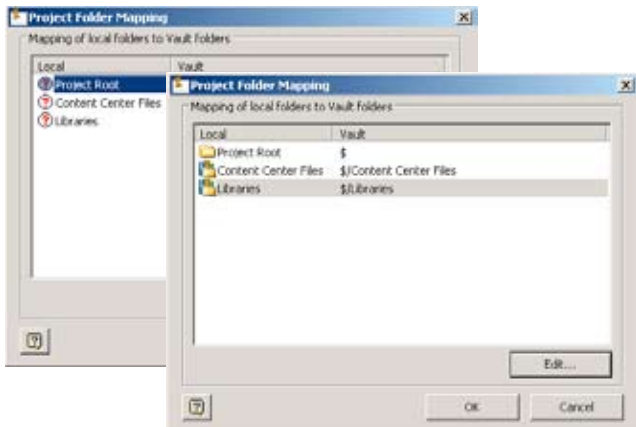 Project Folder Mapping
Mapping of local folders to Vault folders
Local Vault
Project Root
Content Center Files
Libraries
Project Folder Mapping
Mapping of local folders to Vault folders
Local Vault
Project Root $
Content Center Files $/Content Center Files
Libraries $/Libraries
Edit...
OK Cancel